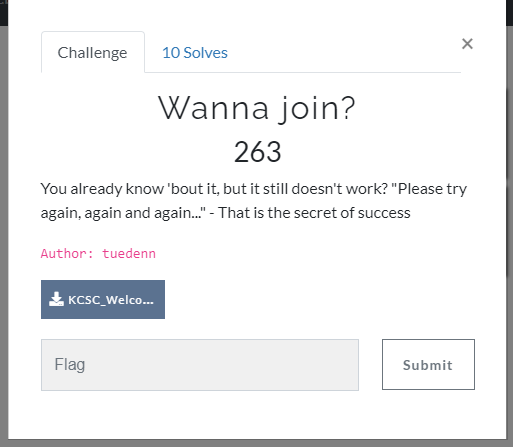 Challenge
10 Solves
×
Wanna join?
263
You already know 'bout it, but it still doesn't work? "Please try
again, again and again..." - That is the secret of success
Author: tuedenn
KCSC_Welco...
Flag
Submit